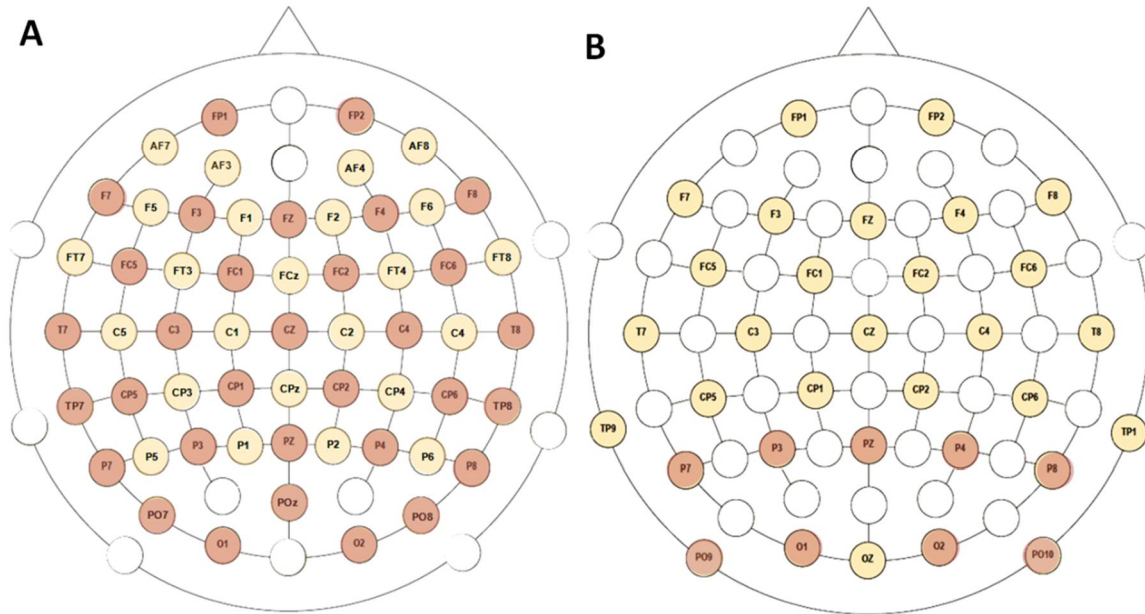 A
B
FP1 FP2
AF7 AF8
AF3 AF4
F7 F5 F3 F1 FZ F2 F4 F6 F8
FT7 FC5 FT3 FC1 FCz FC2 FT4 FC6 FT8
T7 C5 C3 C1 CZ C2 C4 C4 T8
TP7 CP5 CP3 CP1 CPz CP2 CP4 CP6 TP8
P7 P5 P3 P1 PZ P2 P4 P6 P8
PO7 POz PO8
O1 O2
FP1 FP2
F7 F3 FZ F4 F8
FC5 FC1 FC2 FC6
T7 C3 CZ C4 T8
CP5 CP1 CP2 CP6
TP9 TP1
P7 P3 PZ P4 P8
PO9 O1 OZ O2 PO10